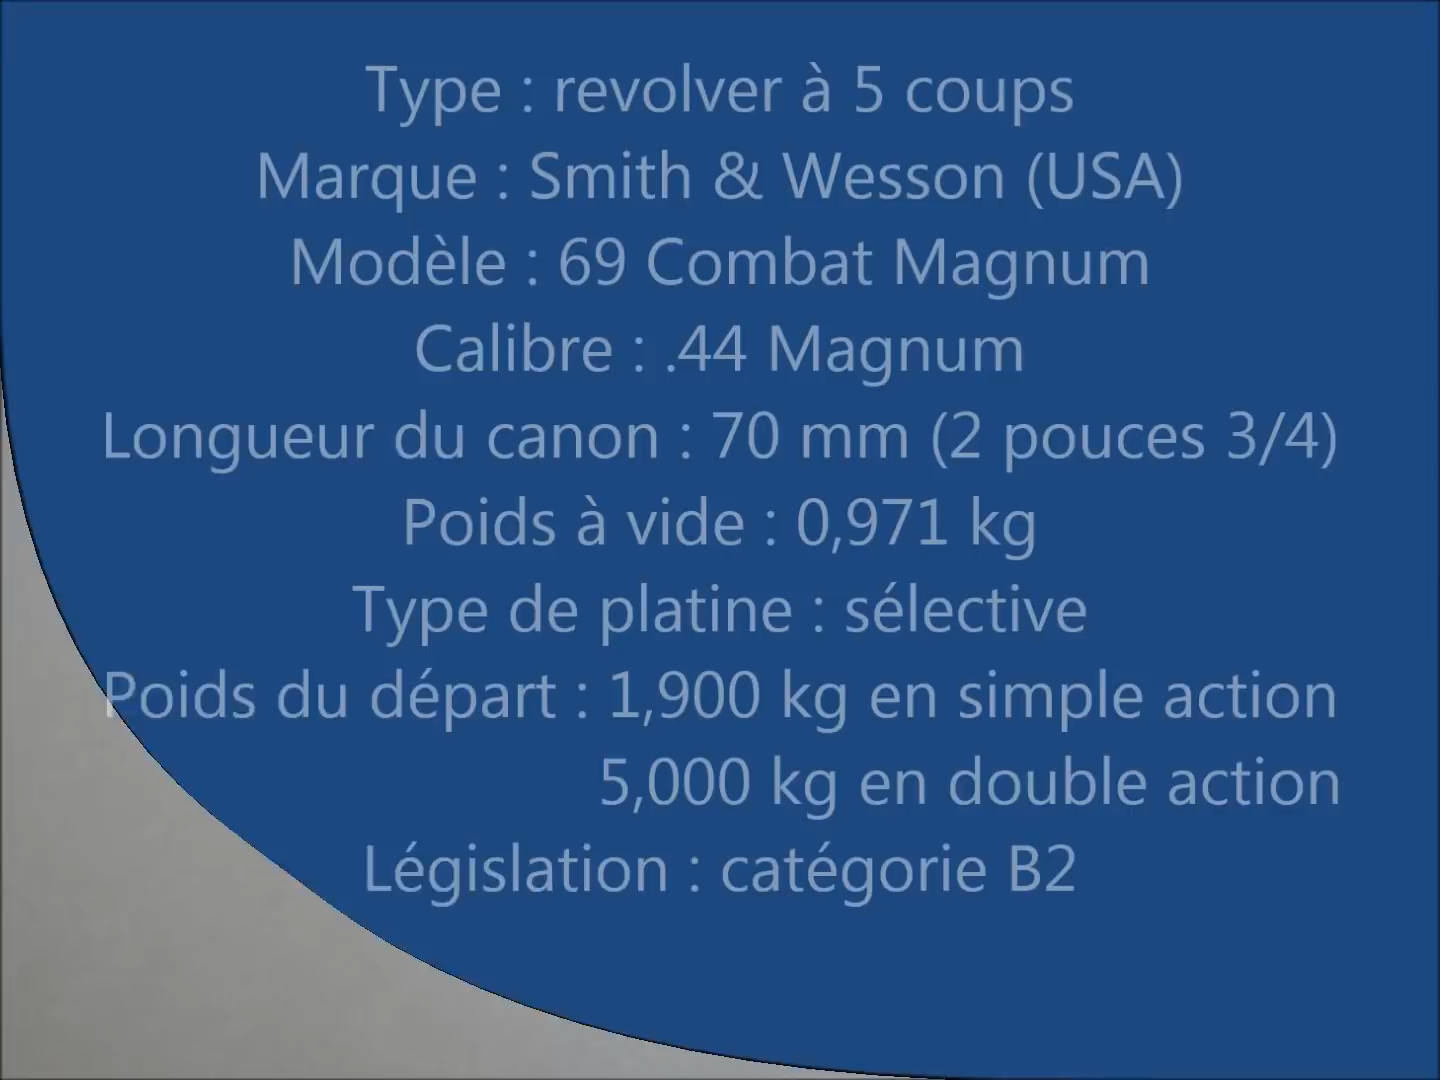 Type : revolver à 5 coups
Marque : Smith & Wesson (USA)
Modèle : 69 Combat Magnum
Calibre : .44 Magnum
Longueur du canon : 70 mm (2 pouces 3/4)
Poids à vide : 0,971 kg
Type de platine : sélective
Poids du départ : 1,900 kg en simple action
5,000 kg en double action
Législation : catégorie B2